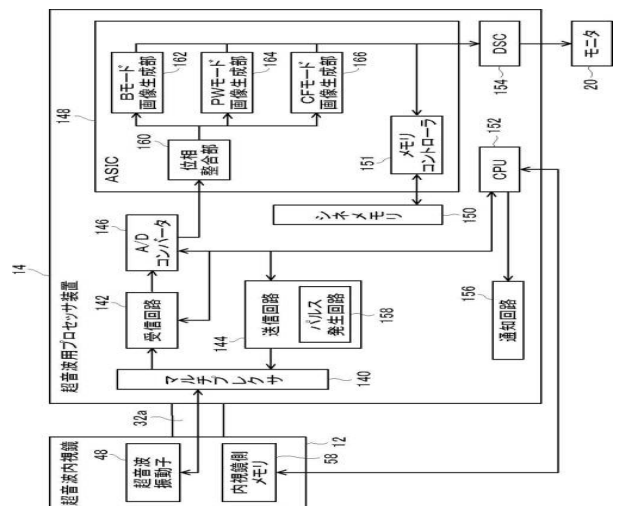 14
超音波用プロセッサ装置
148
ASIC
Bモード
画像生成部
162
PWモード
画像生成部
164
CFモード
画像生成部
166
160
位相
整合部
151
メモリ
コントローラ
シネメモリ
150
146
A/D
コンバータ
142
受信回路
144
送信回路
パルス
発生回路
158
マルチプレクサ
140
DSC
154
モニタ
20
CPU
152
156
通知回路
32a
超音波内視鏡
12
48
超音波
振動子
内視鏡側
メモリ
58